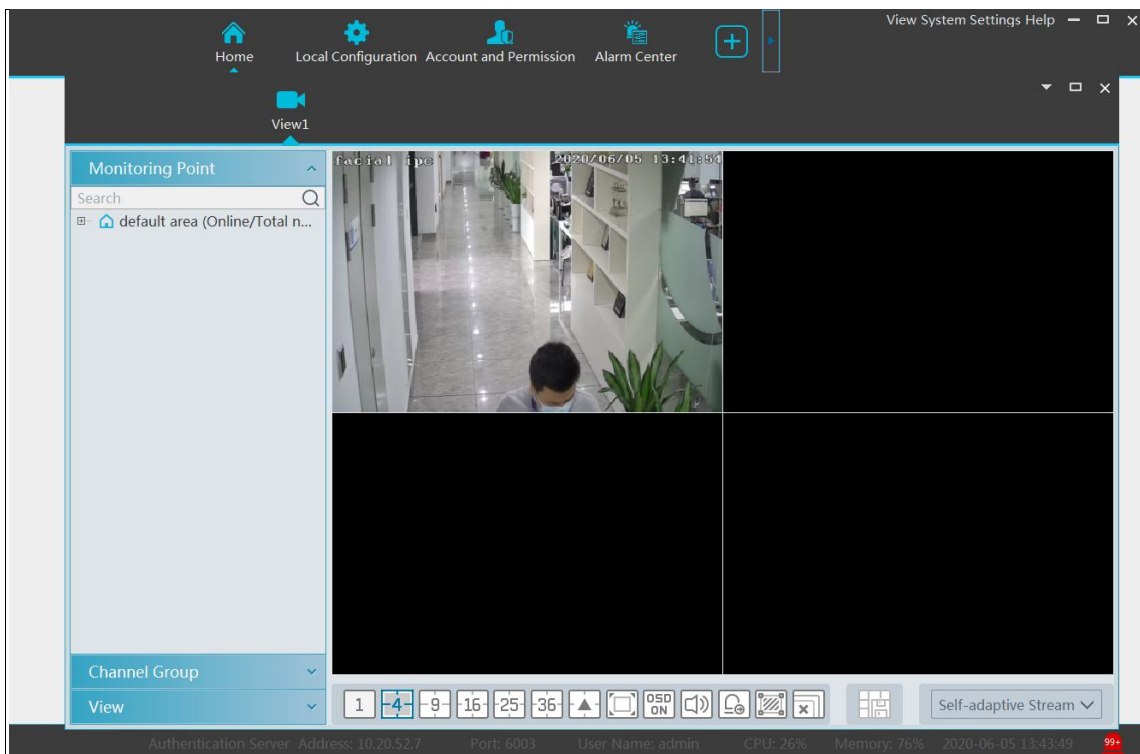 View System Settings Help
Home Local Configuration Account and Permission Alarm Center
View1
Monitoring Point
facial ipc 2020/06/05 13:41:54
Search
default area (Online/Total n...
Channel Group
View
1 4 9 16 25 36 OSD ON Self-adaptive Stream
Authentication Server Address: 10.20.52.7 Port: 6003 User Name: admin CPU: 26% Memory: 76% 2020-06-05 13:43:49 99+